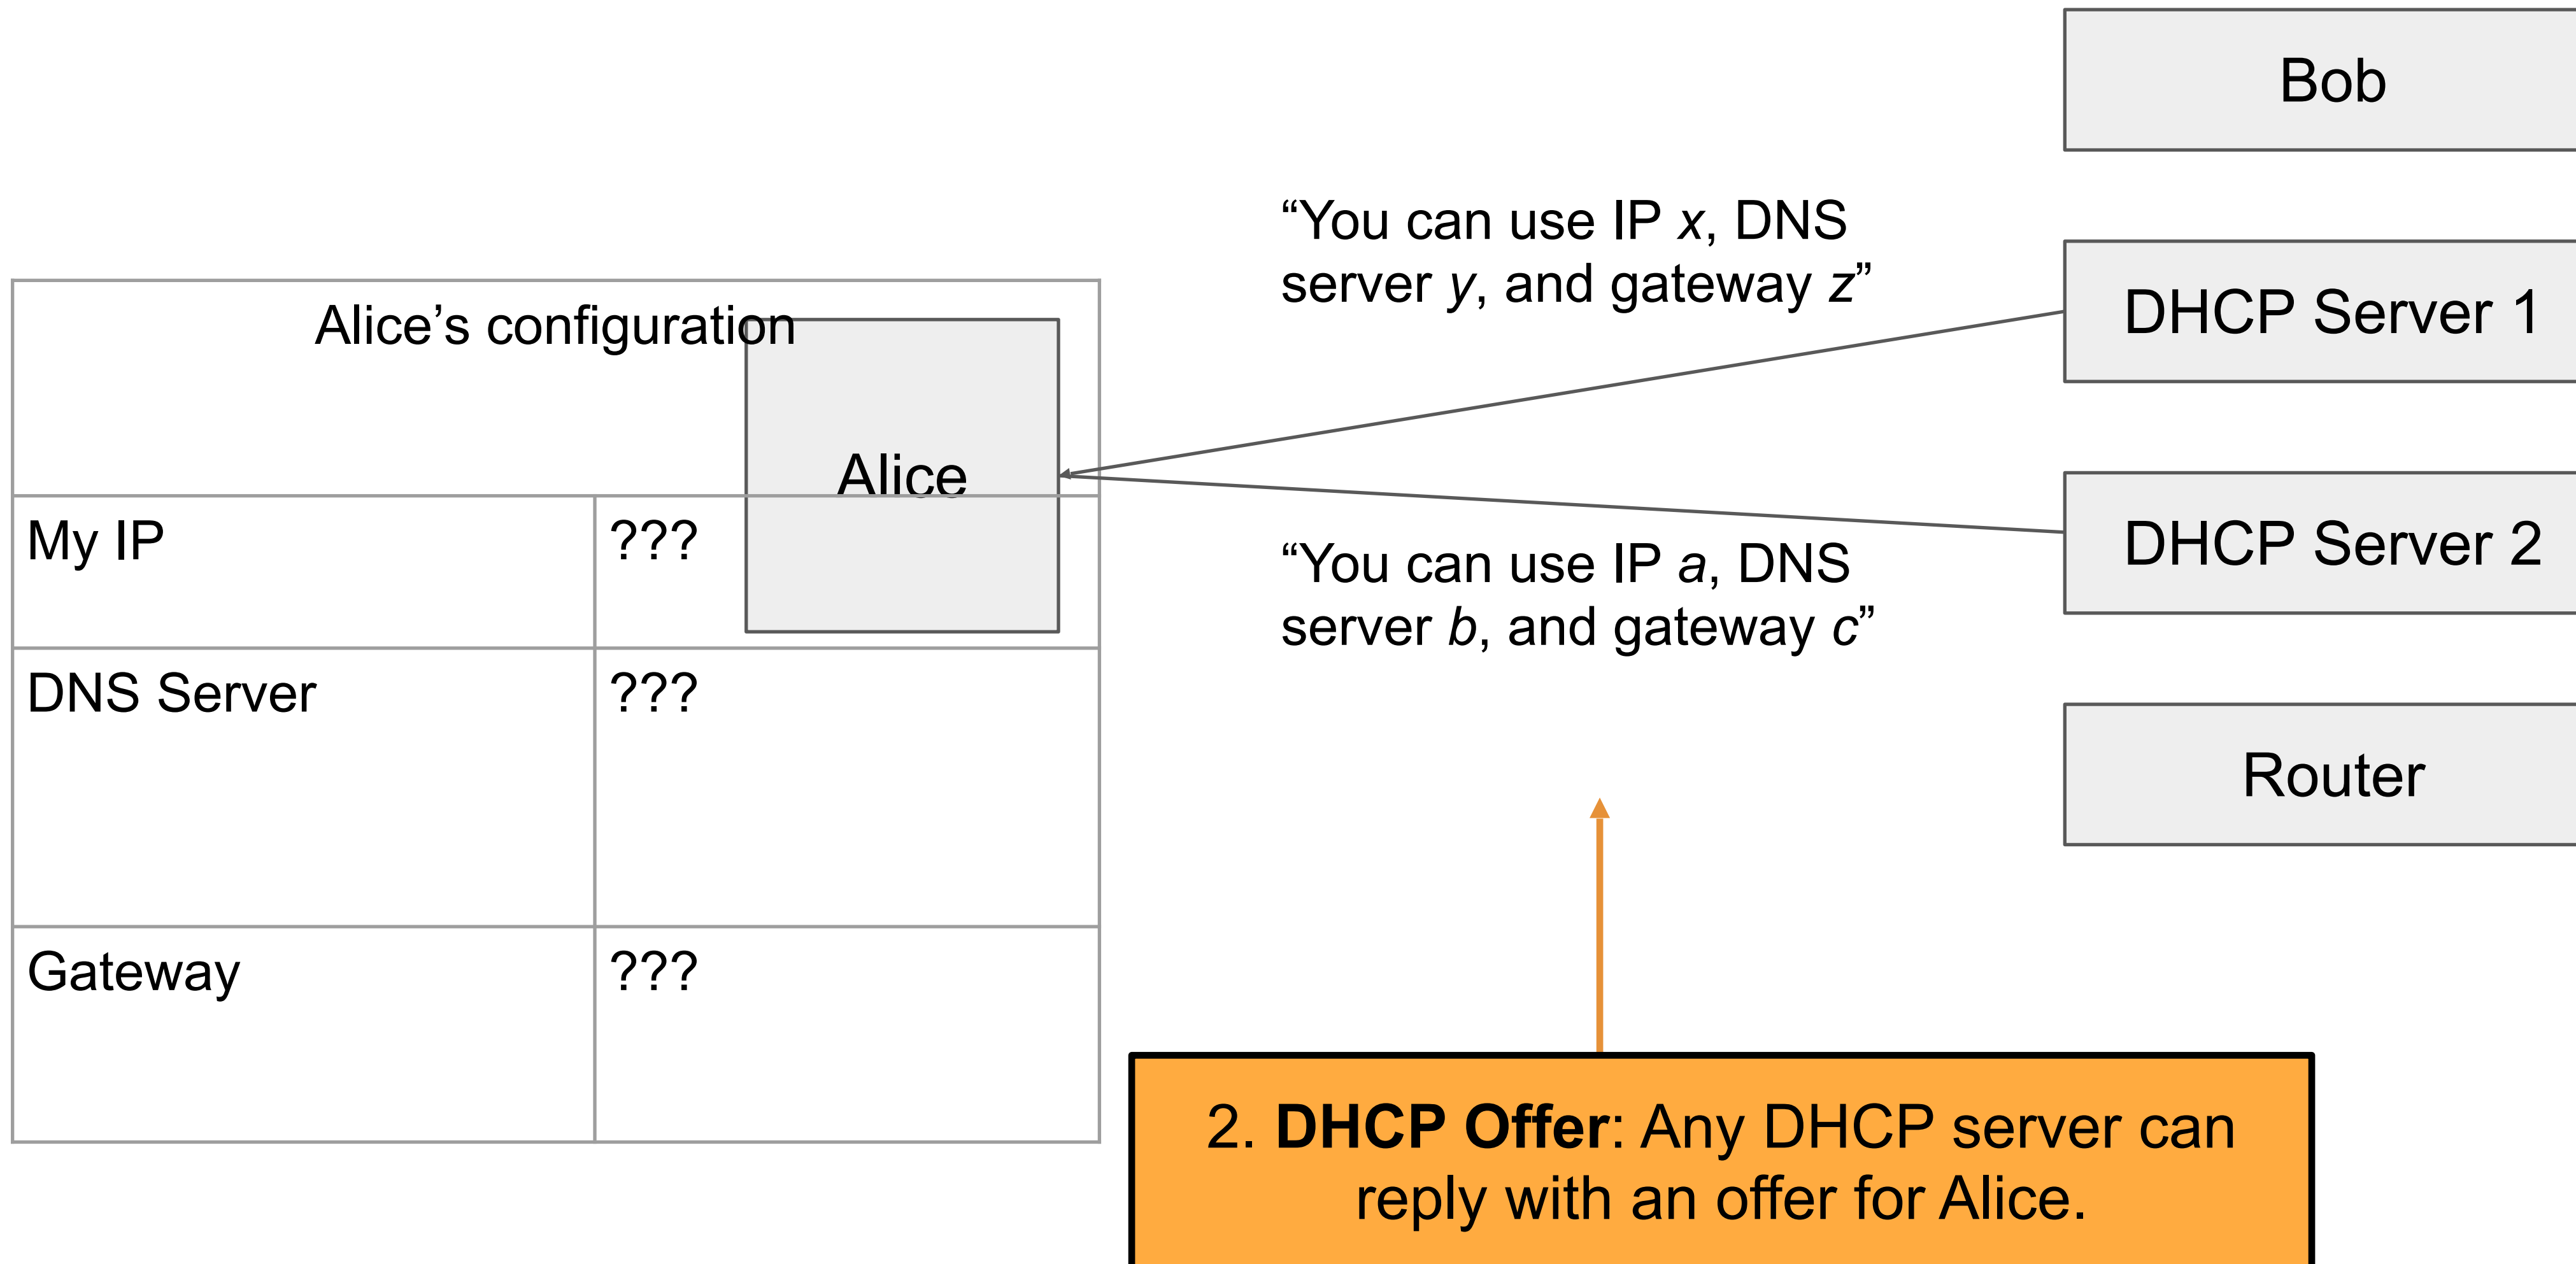 Bob
“You can use IP x, DNS
server y, and gateway z”
DHCP Server 1
Alice’s configuration
Alice
My IP
???
DHCP Server 2
“You can use IP a, DNS
server b, and gateway c”
DNS Server
???
Router
Gateway
???
2. DHCP Offer: Any DHCP server can
reply with an offer for Alice.